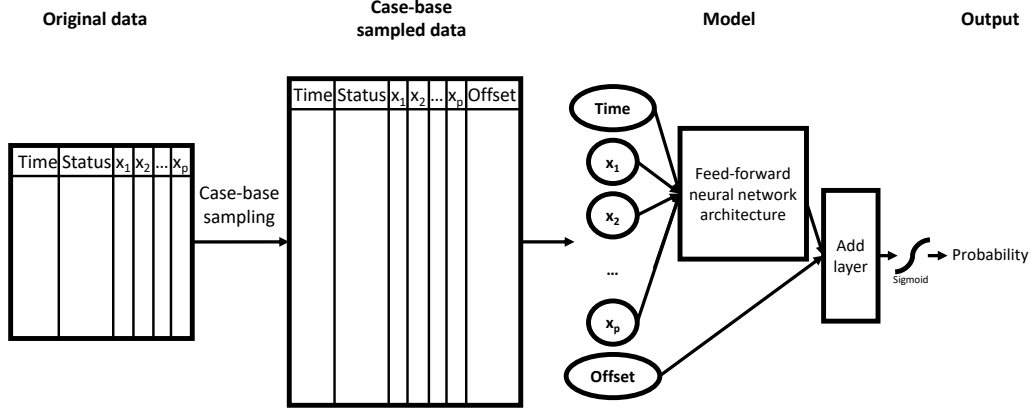 Original data
Case-base
sampled data
Model
Output
Time Status x1 x2 ... xp
Case-base
sampling
Time Status x1 x2 ... xp Offset
Time
x1
x2
...
xp
Offset
Feed-forward
neural network
architecture
Add
layer
Sigmoid
Probability